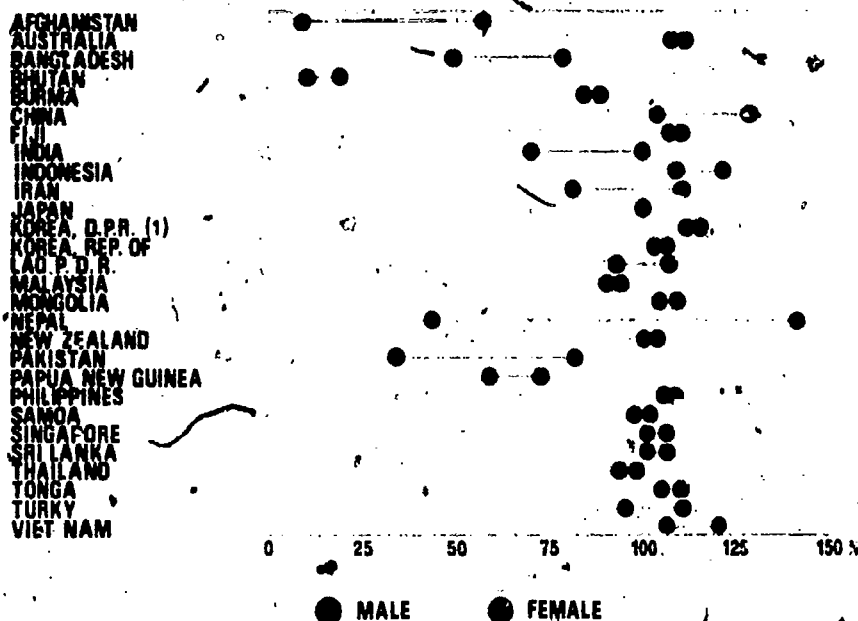 AFGHANISTAN
AUSTRALIA
BANGLADESH
BHUTAN
BURMA
CHINA
FIJI
INDIA
INDONESIA
IRAN
JAPAN
KOREA, D.P.R. (1)
KOREA, REP. OF
LAO P.D.R.
MALAYSIA
MONGOLIA
NEPAL
NEW ZEALAND
PAKISTAN
PAPUA NEW GUINEA
PHILIPPINES
SAMOA
SINGAPORE
SRI LANKA
THAILAND
TONGA
TURKY
VIET NAM
0 25 50 75 100 125 150 %
MALE FEMALE